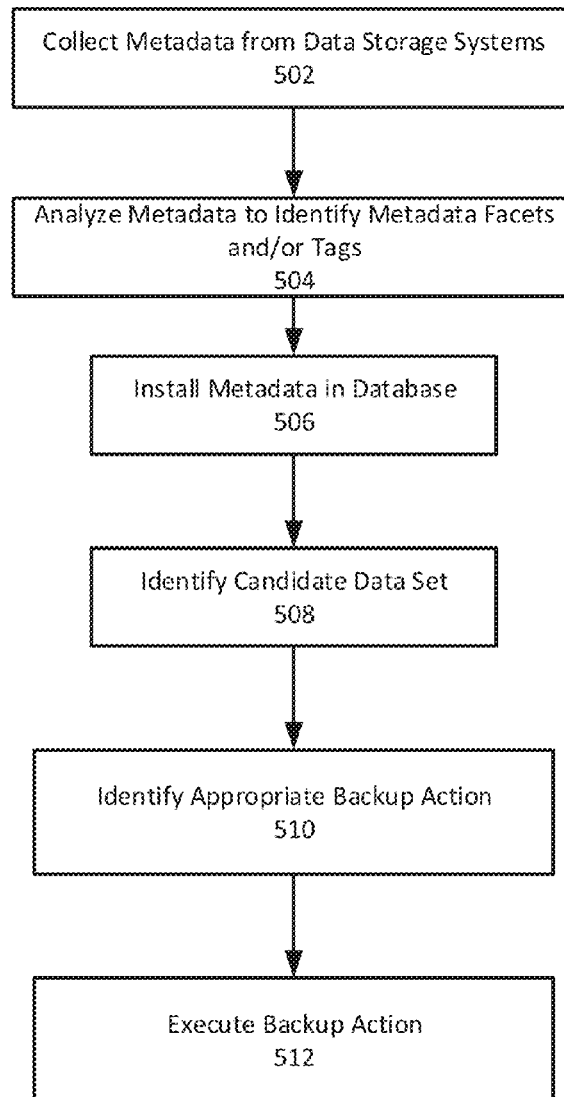 Collect Metadata from Data Storage Systems
502
Analyze Metadata to Identify Metadata Facets
and/or Tags
504
Install Metadata in Database
506
Identify Candidate Data Set
508
Identify Appropriate Backup Action
510
Execute Backup Action
512